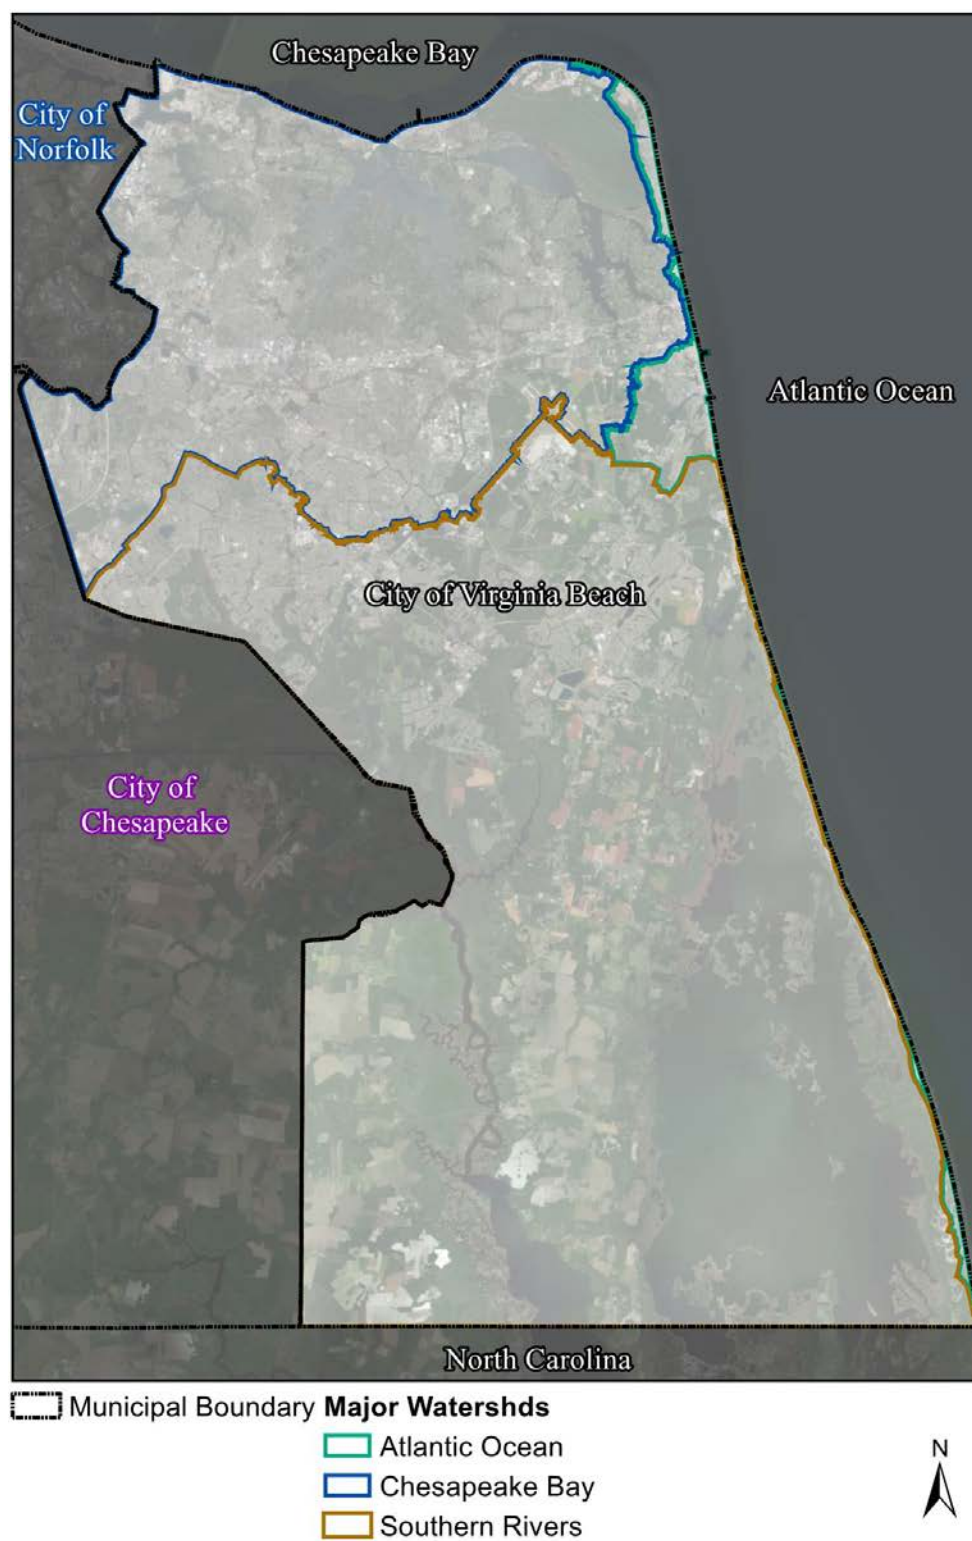 Chesapeake Bay
City of
Norfolk
Atlantic Ocean
City of Virginia Beach
City of
Chesapeake
North Carolina
Municipal Boundary Major Watershds
Atlantic Ocean
Chesapeake Bay
Southern Rivers
N